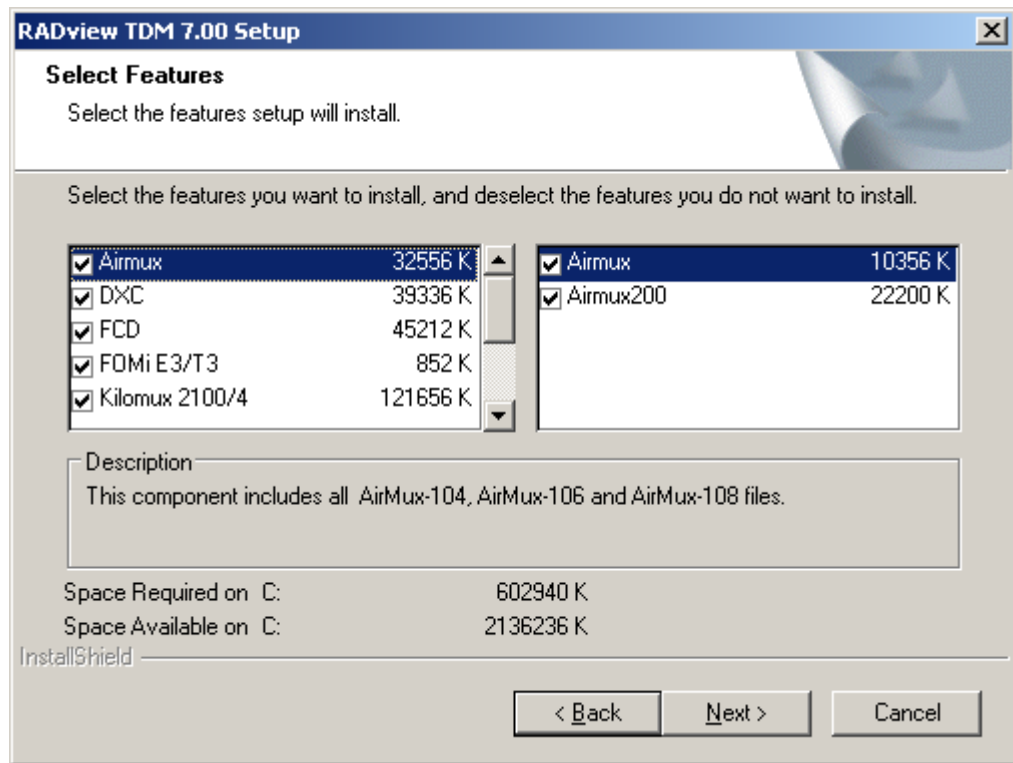 RADview TDM 7.00 Setup
Select Features
Select the features setup will install.
Select the features you want to install, and deselect the features you do not want to install.
Airmux 32556 K
DXC 39336 K
FCD 45212 K
FOMi E3/T3 852 K
Kilomux 2100/4 121656 K
Airmux 10356 K
Airmux200 22200 K
Description
This component includes all AirMux-104, AirMux-106 and AirMux-108 files.
Space Required on C: 602940 K
Space Available on C: 2136236 K
InstallShield
< Back Next > Cancel